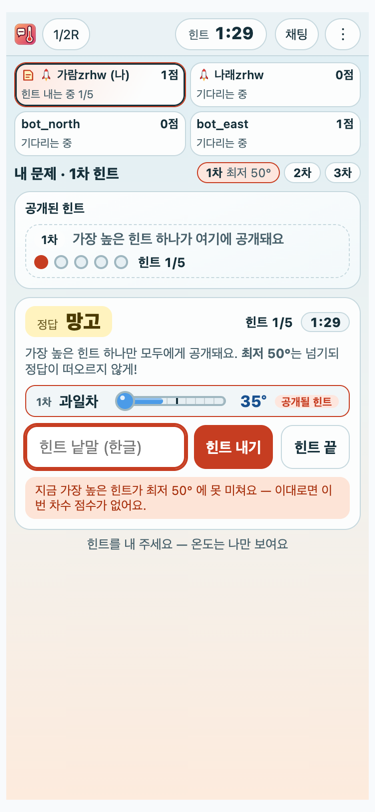 1/2R
힌트 1:29
채팅
가람zrhw (나) 1점
힌트 내는 중 1/5
나래zrhw 0점
기다리는 중
bot_north 0점
기다리는 중
bot_east 1점
기다리는 중
내 문제 · 1차 힌트
1차 최저 50°
2차
3차
공개된 힌트
1차 가장 높은 힌트 하나가 여기에 공개돼요
힌트 1/5
정답 망고
힌트 1/5
1:29
가장 높은 힌트 하나만 모두에게 공개돼요. 최저 50°는 넘기되
정답이 떠오르지 않게!
1차 과일차 35° 공개될 힌트
힌트 낱말 (한글)
힌트 내기
힌트 끝
지금 가장 높은 힌트가 최저 50° 에 못 미쳐요 — 이대로면 이
번 차수 점수가 없어요.
힌트를 내 주세요 — 온도는 나만 보여요